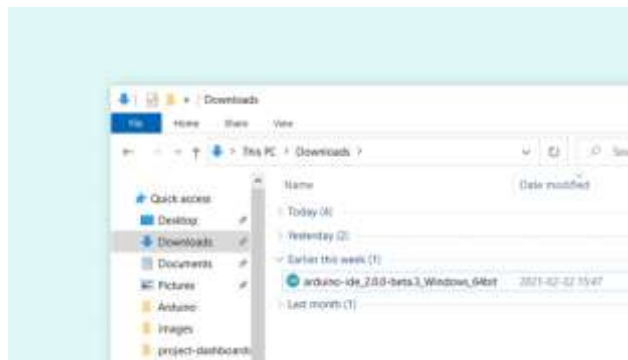 Downloads
File Home Share View
This PC > Downloads >
Name Date modified
Quick access
Today (4)
Desktop
Yesterday (2)
Downloads
Earlier this week (1)
Documents
arduino-ide_2.0.0-beta.3_Windows_64bit 2021-02-02 15:47
Pictures
Last month (1)
Arduino
images
project-dashboard